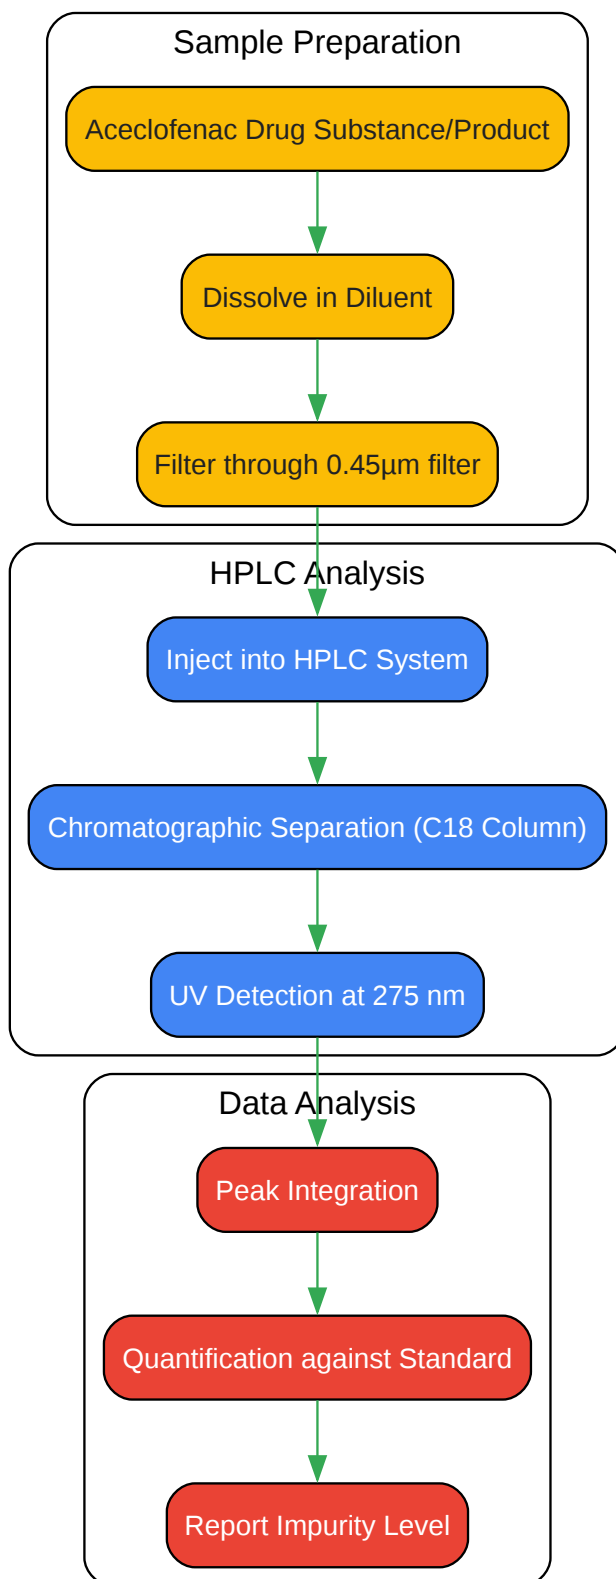 Sample Preparation
Aceclofenac Drug Substance/Product
Dissolve in Diluent
Filter through 0.45µm filter
HPLC Analysis
Inject into HPLC System
Chromatographic Separation (C18 Column)
UV Detection at 275 nm
Data Analysis
Peak Integration
Quantification against Standard
Report Impurity Level